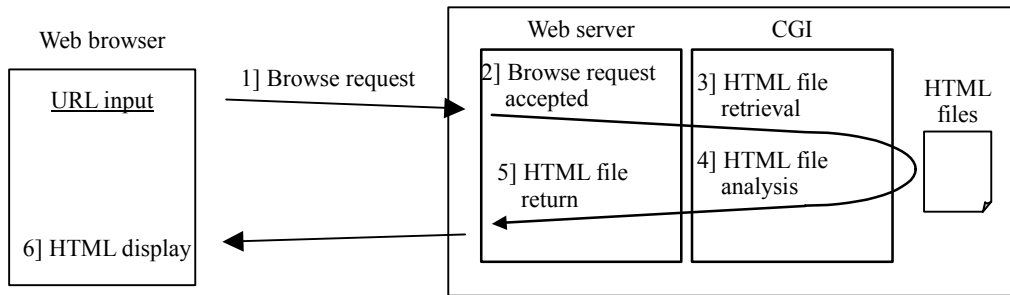 Web browser
URL input
6] HTML display
1] Browse request
Web server
2] Browse request
accepted
5] HTML file
return
CGI
3] HTML file
retrieval
4] HTML file
analysis
HTML
files